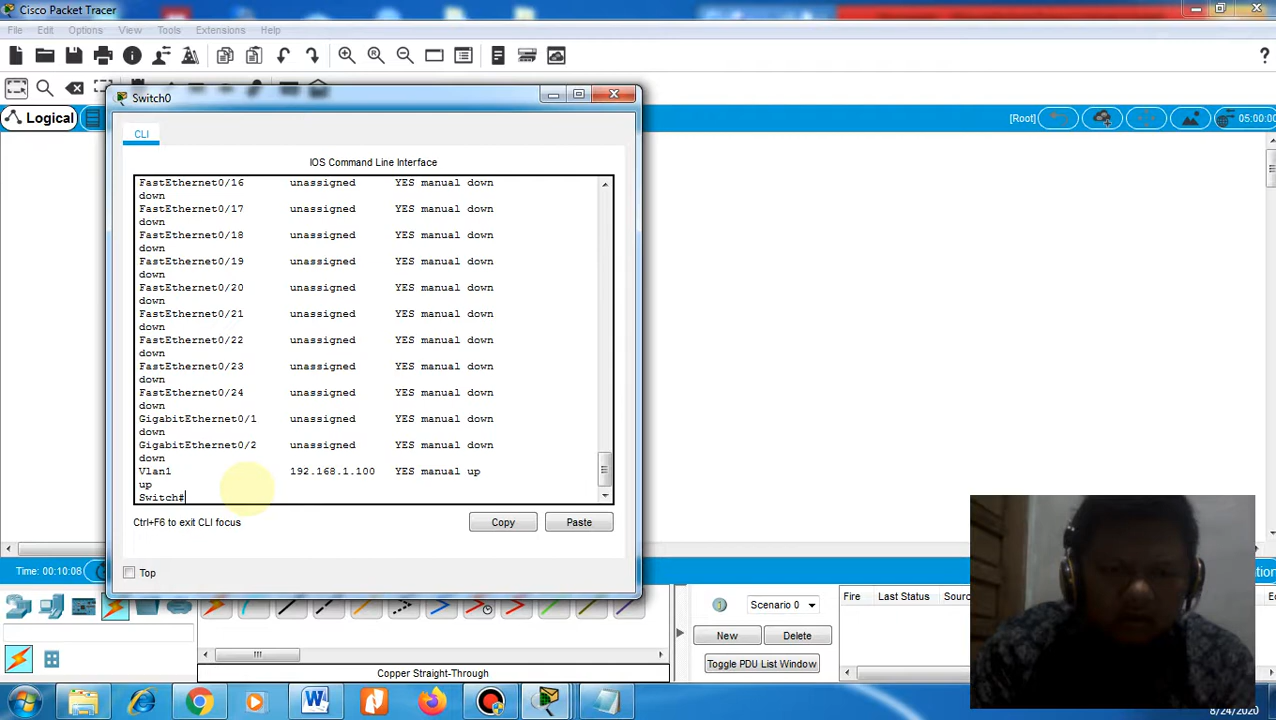 Cisco Packet Tracer
File Edit Options View Tools Extensions Help
?
Switch0
Logical
[Root]
05:00:00
CLI
IOS Command Line Interface
FastEthernet0/16 unassigned YES manual down
down
FastEthernet0/17 unassigned YES manual down
down
FastEthernet0/18 unassigned YES manual down
down
FastEthernet0/19 unassigned YES manual down
down
FastEthernet0/20 unassigned YES manual down
down
FastEthernet0/21 unassigned YES manual down
down
FastEthernet0/22 unassigned YES manual down
down
FastEthernet0/23 unassigned YES manual down
down
FastEthernet0/24 unassigned YES manual down
down
GigabitEthernet0/1 unassigned YES manual down
down
GigabitEthernet0/2 unassigned YES manual down
down
Vlan1 192.168.1.100 YES manual up
up
Switch#
Ctrl+F6 to exit CLI focus
Copy Paste
Top
Time: 00:10:08
Scenario 0
Fire Last Status
New Delete
Toggle PDU List Window
Copper Straight-Through
8/24/2020